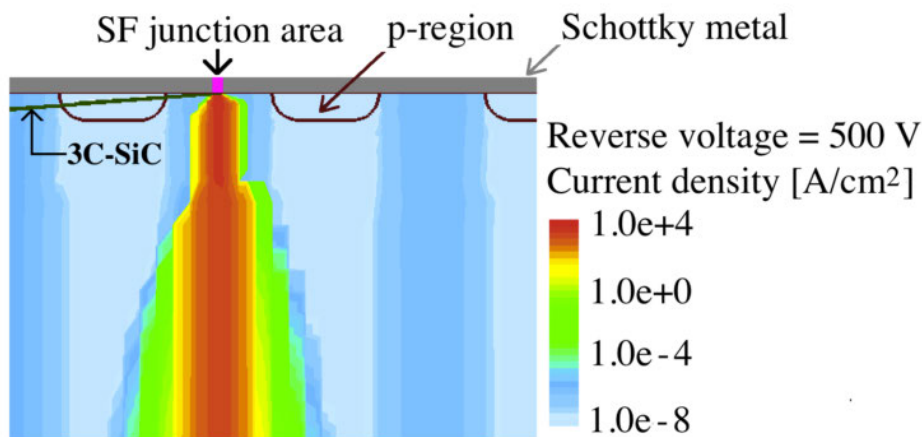 SF junction area
p-region
Schottky metal
3C-SiC
Reverse voltage = 500 V
Current density [A/cm²]
1.0e+4
1.0e+0
1.0e-4
1.0e-8